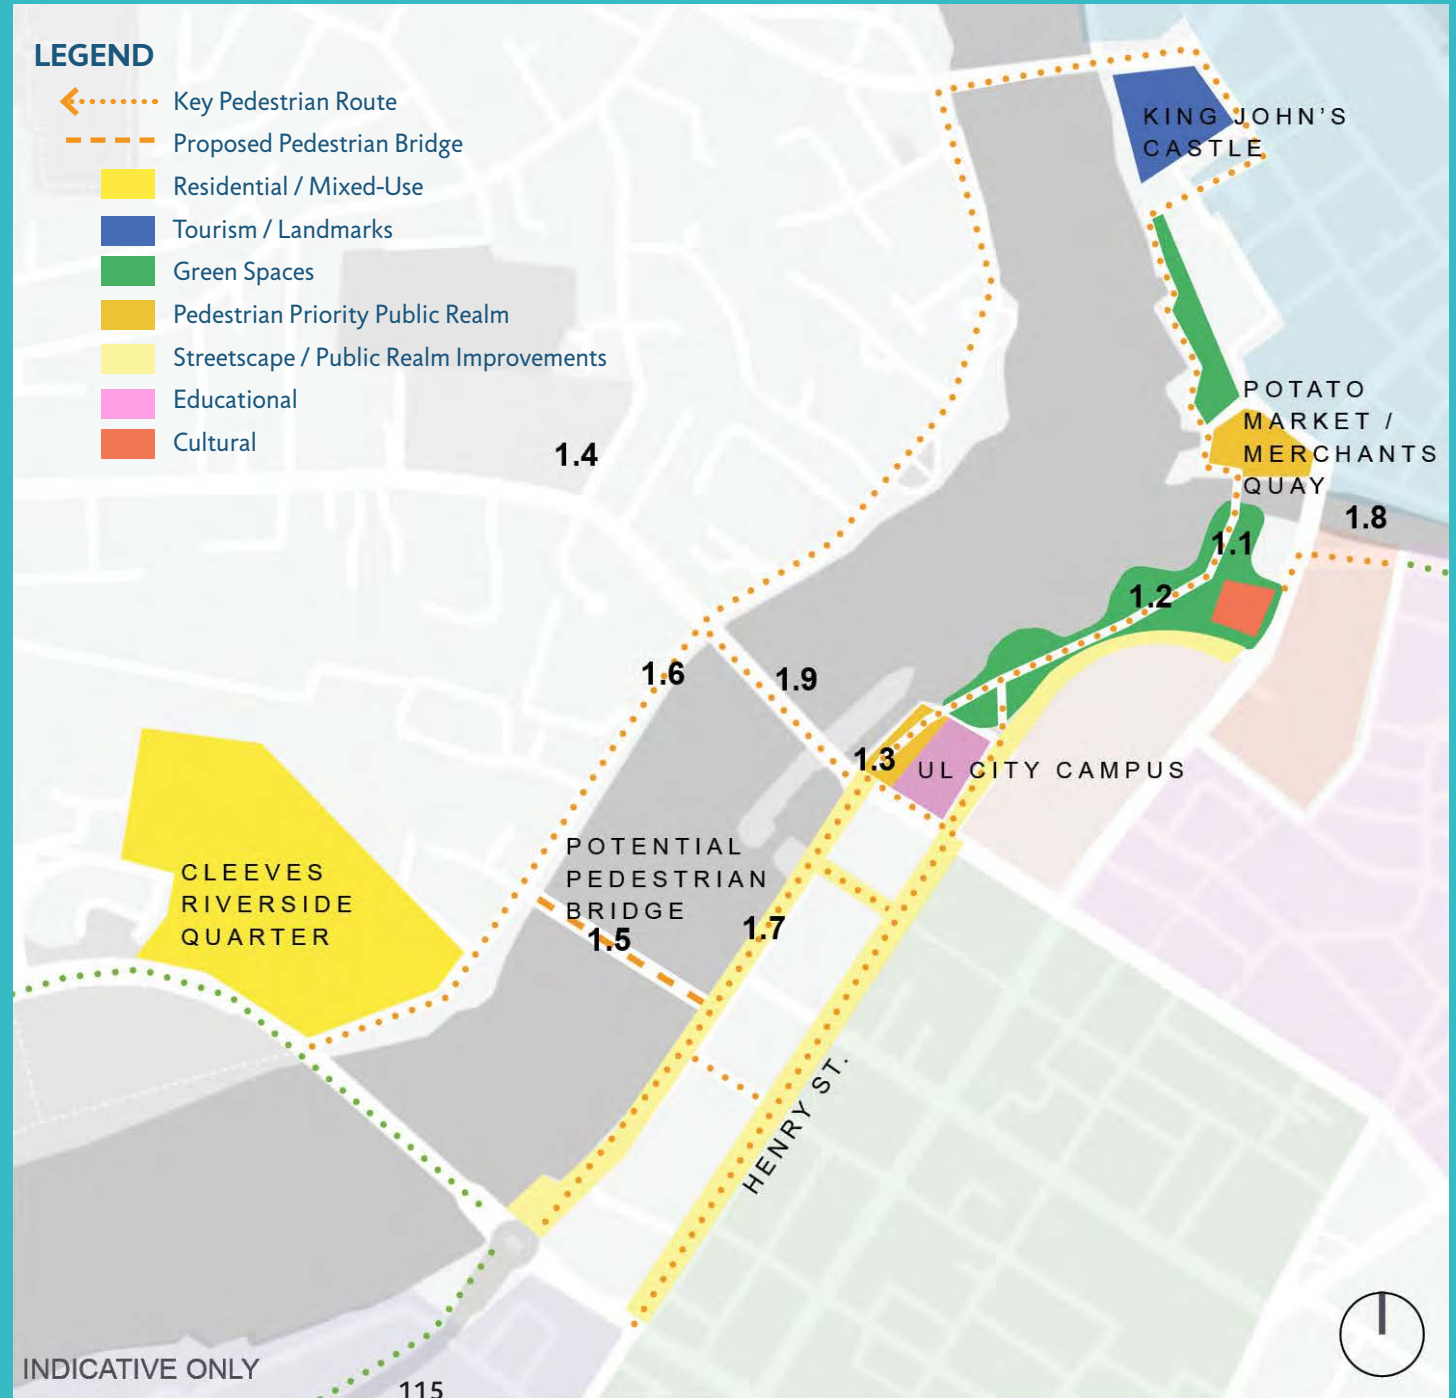 LEGEND
Key Pedestrian Route
Proposed Pedestrian Bridge
Residential / Mixed-Use
Tourism / Landmarks
Green Spaces
Pedestrian Priority Public Realm
Streetscape / Public Realm Improvements
Educational
Cultural
KING JOHN'S
CASTLE
POTATO
MARKET /
MERCHANTS
QUAY
1.4
1.8
1.1
1.2
1.6
1.9
1.3
UL CITY CAMPUS
POTENTIAL
PEDESTRIAN
BRIDGE
1.5
1.7
CLEEVES
RIVERSIDE
QUARTER
HENRY ST.
INDICATIVE ONLY
115